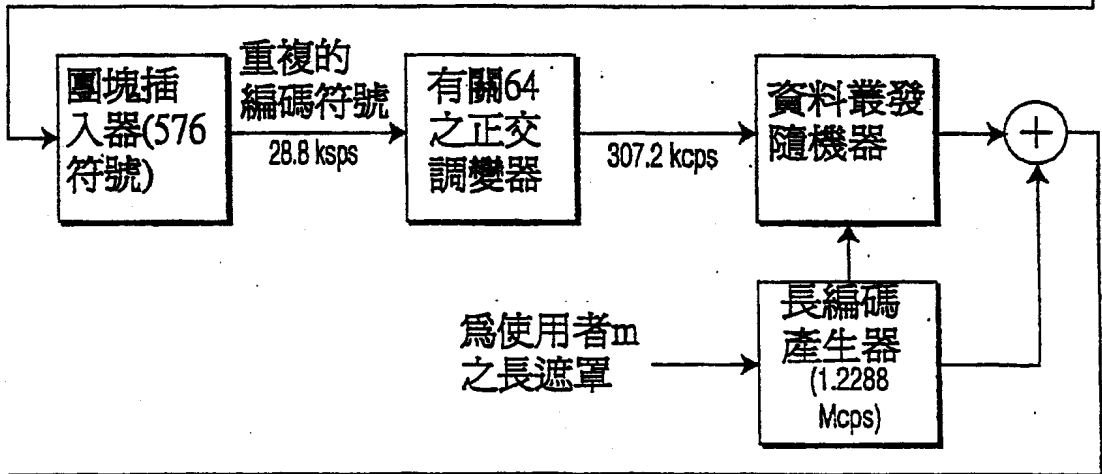 團塊插
入器(576
符號)
重複的
編碼符號
28.8 ksps
有關64
之正交
調變器
307.2 kcps
資料叢發
隨機器
+
為使用者m
之長遮罩
長編碼
產生器
(1.2288
Mcps)